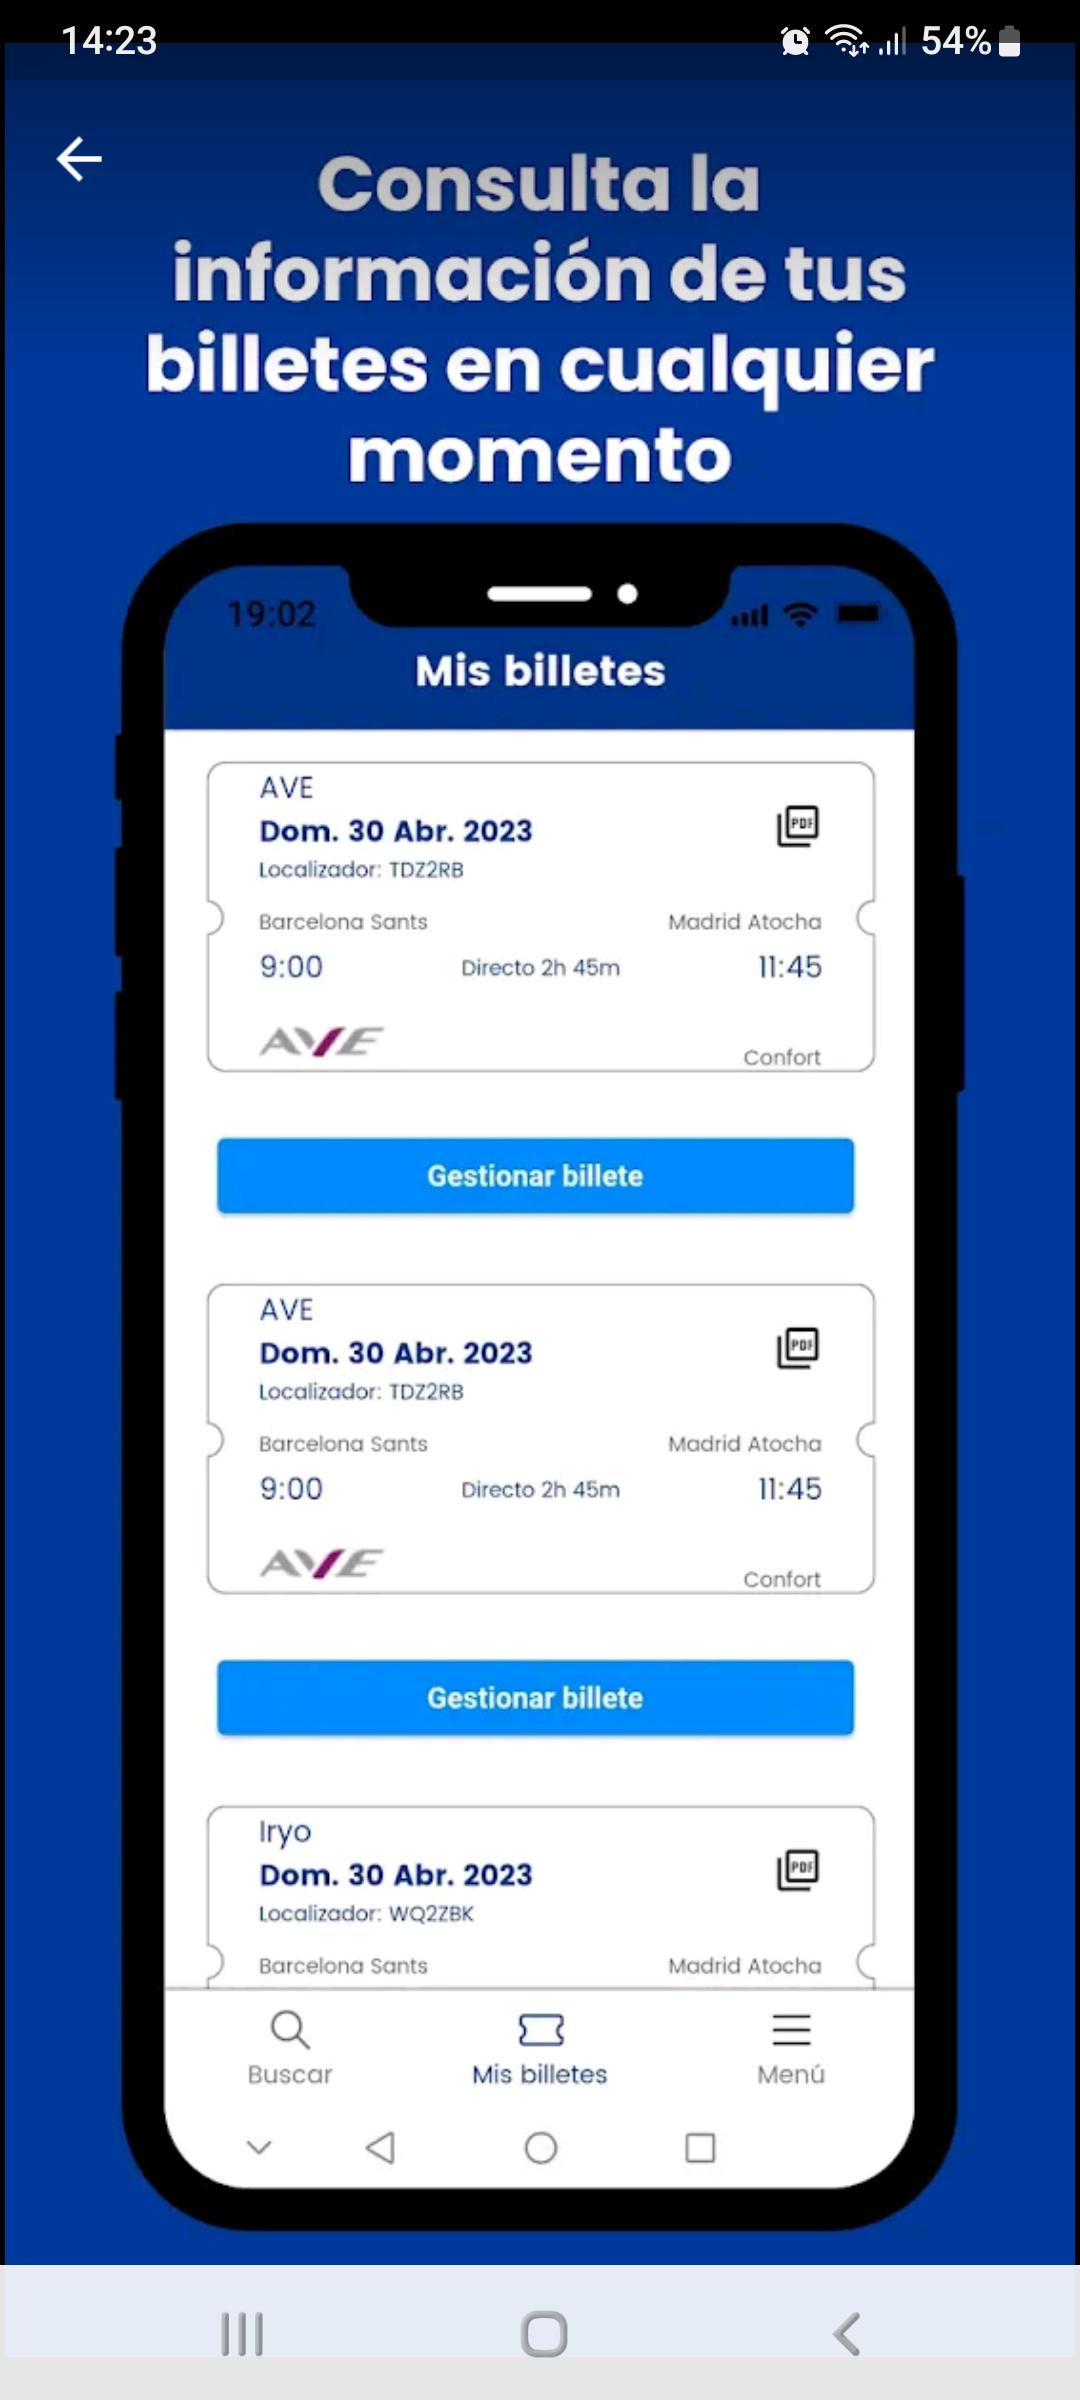 14:23
54%
Consulta la
información de tus
billetes en cualquier
momento
19:02
Mis billetes
AVE
Dom. 30 Abr. 2023
PDF
Localizador: TDZ2RB
Barcelona Sants Madrid Atocha
9:00 Directo 2h 45m 11:45
AVE Confort
Gestionar billete
AVE
Dom. 30 Abr. 2023
PDF
Localizador: TDZ2RB
Barcelona Sants Madrid Atocha
9:00 Directo 2h 45m 11:45
AVE Confort
Gestionar billete
Iryo
Dom. 30 Abr. 2023
PDF
Localizador: WQ2ZBK
Barcelona Sants Madrid Atocha
Buscar Mis billetes Menú